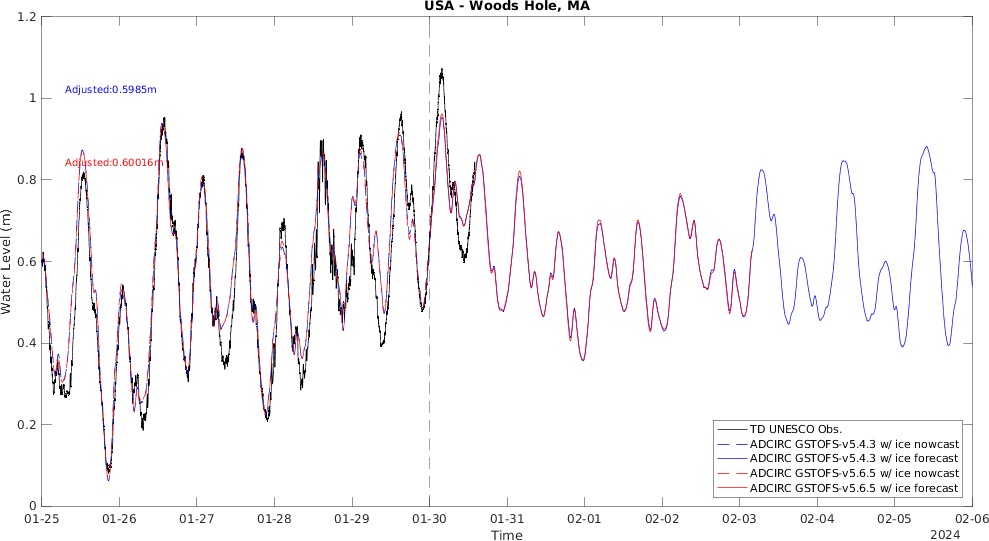 USA - Woods Hole, MA
1.2
1
0.8
0.6
0.4
0.2
0
Water Level (m)
Adjusted:0.5985m
Adjusted:0.60016m
TD UNESCO Obs.
ADCIRC GSTOFS-v5.4.3 w/ ice nowcast
ADCIRC GSTOFS-v5.4.3 w/ ice forecast
ADCIRC GSTOFS-v5.6.5 w/ ice nowcast
ADCIRC GSTOFS-v5.6.5 w/ ice forecast
01-25 01-26 01-27 01-28 01-29 01-30 01-31 02-01 02-02 02-03 02-04 02-05 02-06
Time
2024